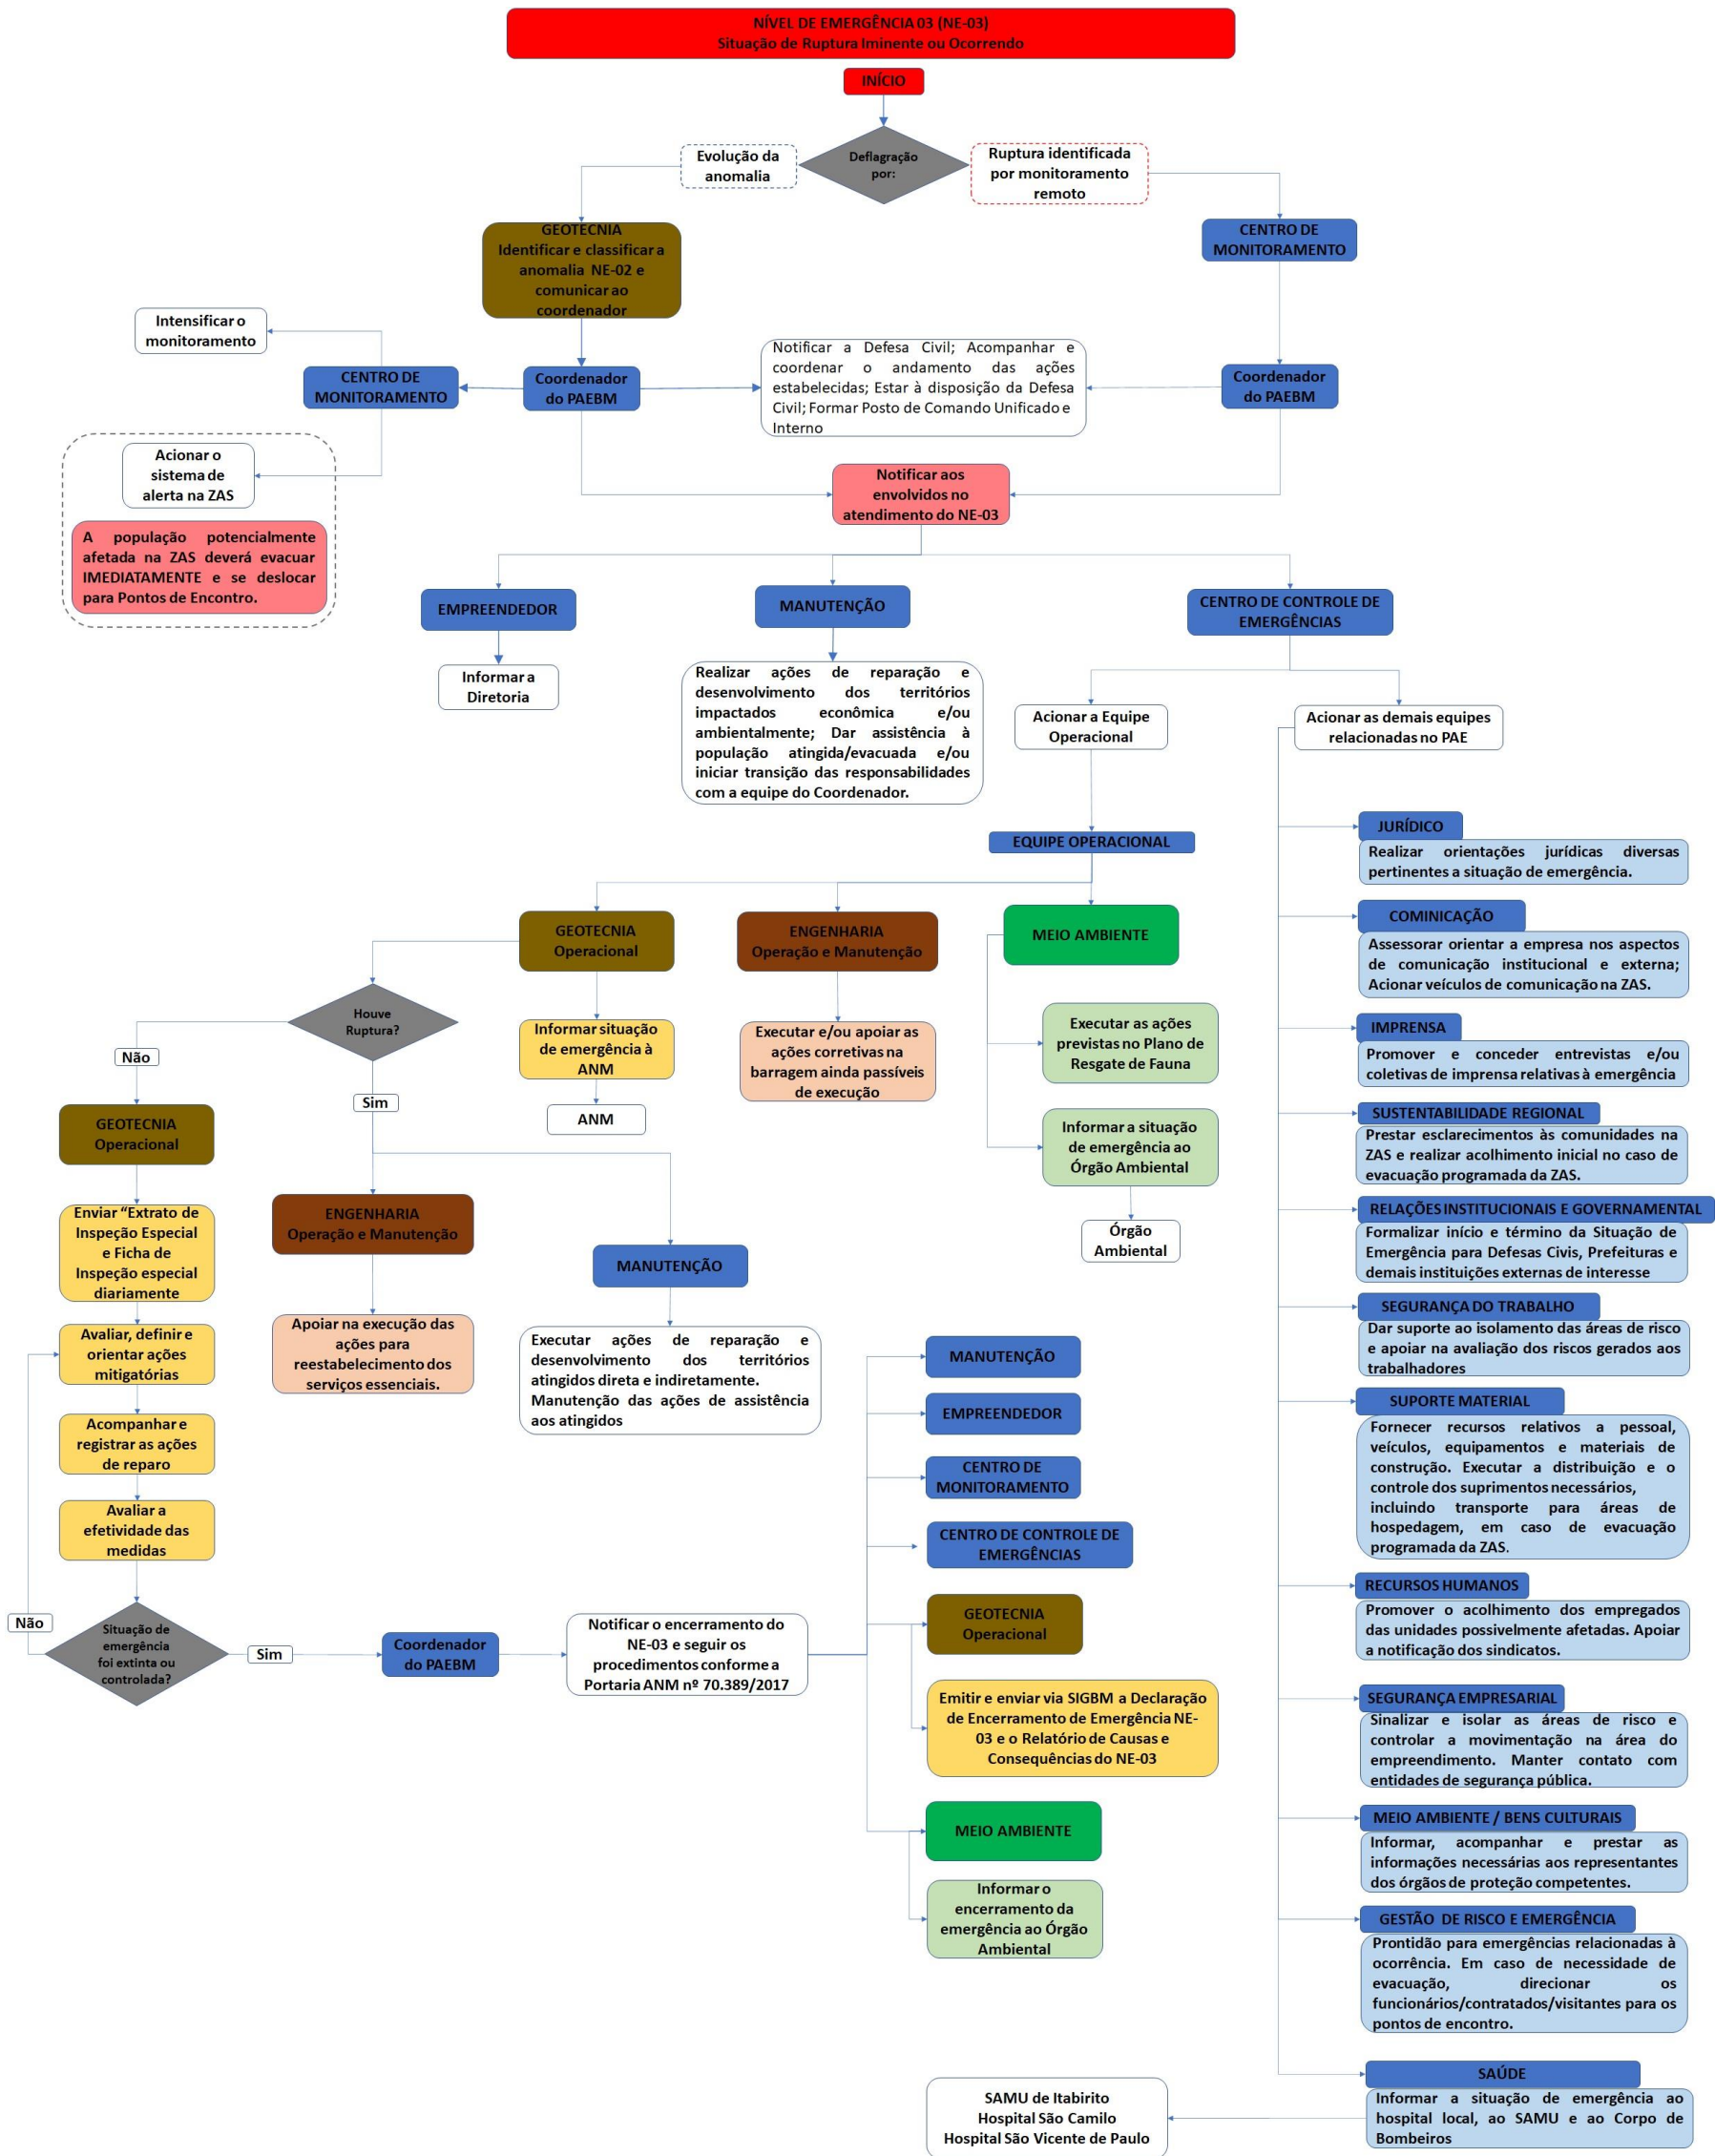 NÍVEL DE EMERGÊNCIA 03 (NE-03)
Situação de Ruptura Iminente ou Ocorrendo
INÍCIO
Deflagração
por:
Evolução da
anomalia
Ruptura identificada
por monitoramento
remoto
GEOTECNIA
Identificar e classificar a
anomalia NE-02 e
comunicar ao
coordenador
CENTRO DE
MONITORAMENTO
Intensificar o
monitoramento
CENTRO DE
MONITORAMENTO
Coordenador
do PAEBM
Notificar a Defesa Civil; Acompanhar e
coordenar o andamento das ações
estabelecidas; Estar à disposição da Defesa
Civil; Formar Posto de Comando Unificado e
Interno
Coordenador
do PAEBM
Acionar o
sistema de
alerta na ZAS
A população potencialmente
afetada na ZAS deverá evacuar
IMEDIATAMENTE e se deslocar
para Pontos de Encontro.
Notificar aos
envolvidos no
atendimento do NE-03
EMPREENDEDOR
MANUTENÇÃO
CENTRO DE CONTROLE DE
EMERGÊNCIAS
Informar a
Diretoria
Realizar ações de reparação e
desenvolvimento dos territórios
impactados econômica e/ou
ambientalmente; Dar assistência à
população atingida/evacuada e/ou
iniciar transição das responsabilidades
com a equipe do Coordenador.
Acionar a Equipe
Operacional
Acionar as demais equipes
relacionadas no PAE
EQUIPE OPERACIONAL
GEOTECNIA
Operacional
ENGENHARIA
Operação e Manutenção
MEIO AMBIENTE
Houve
Ruptura?
Não
Sim
Informar situação
de emergência à
ANM
ANM
Executar e/ou apoiar as
ações corretivas na
barragem ainda passíveis
de execução
Executar as ações
previstas no Plano de
Resgate de Fauna
Informar a situação
de emergência ao
Órgão Ambiental
Órgão
Ambiental
GEOTECNIA
Operacional
ENGENHARIA
Operação e Manutenção
MANUTENÇÃO
Enviar “Extrato de
Inspeção Especial
e Ficha de
Inspeção especial
diariamente
Apoiar na execução das
ações para
reestabelecimento dos
serviços essenciais.
Executar ações de reparação e
desenvolvimento dos territórios
atingidos direta e indiretamente.
Manutenção das ações de assistência
aos atingidos
Avaliar, definir e
orientar ações
mitigatórias
Acompanhar e
registrar as ações
de reparo
Avaliar a
efetividade das
medidas
Situação de
emergência
foi extinta ou
controlada?
Não
Sim
Coordenador
do PAEBM
Notificar o encerramento do
NE-03 e seguir os
procedimentos conforme a
Portaria ANM nº 70.389/2017
MANUTENÇÃO
EMPREENDEDOR
CENTRO DE
MONITORAMENTO
CENTRO DE CONTROLE DE
EMERGÊNCIAS
GEOTECNIA
Operacional
Emitir e enviar via SIGBM a Declaração
de Encerramento de Emergência NE-
03 e o Relatório de Causas e
Consequências do NE-03
MEIO AMBIENTE
Informar o
encerramento da
emergência ao Órgão
Ambiental
JURÍDICO
Realizar orientações jurídicas diversas
pertinentes a situação de emergência.
COMINICAÇÃO
Assessorar orientar a empresa nos aspectos
de comunicação institucional e externa;
Acionar veículos de comunicação na ZAS.
IMPRENSA
Promover e conceder entrevistas e/ou
coletivas de imprensa relativas à emergência
SUSTENTABILIDADE REGIONAL
Prestar esclarecimentos às comunidades na
ZAS e realizar acolhimento inicial no caso de
evacuação programada da ZAS.
RELAÇÕES INSTITUCIONAIS E GOVERNAMENTAL
Formalizar início e término da Situação de
Emergência para Defesas Civis, Prefeituras e
demais instituições externas de interesse
SEGURANÇA DO TRABALHO
Dar suporte ao isolamento das áreas de risco
e apoiar na avaliação dos riscos gerados aos
trabalhadores
SUPORTE MATERIAL
Fornecer recursos relativos a pessoal,
veículos, equipamentos e materiais de
construção. Executar a distribuição e o
controle dos suprimentos necessários,
incluindo transporte para áreas de
hospedagem, em caso de evacuação
programada da ZAS.
RECURSOS HUMANOS
Promover o acolhimento dos empregados
das unidades possivelmente afetadas. Apoiar
a notificação dos sindicatos.
SEGURANÇA EMPRESARIAL
Sinalizar e isolar as áreas de risco e
controlar a movimentação na área do
empreendimento. Manter contato com
entidades de segurança pública.
MEIO AMBIENTE / BENS CULTURAIS
Informar, acompanhar e prestar as
informações necessárias aos representantes
dos órgãos de proteção competentes.
GESTÃO DE RISCO E EMERGÊNCIA
Prontidão para emergências relacionadas à
ocorrência. Em caso de necessidade de
evacuação, direcionar os
funcionários/contratados/visitantes para os
pontos de encontro.
SAÚDE
Informar a situação de emergência ao
hospital local, ao SAMU e ao Corpo de
Bombeiros
SAMU de Itabirito
Hospital São Camilo
Hospital São Vicente de Paulo